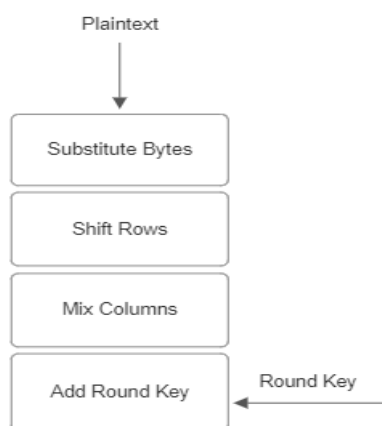 Plaintext
Substitute Bytes
Shift Rows
Mix Columns
Add Round Key
Round Key